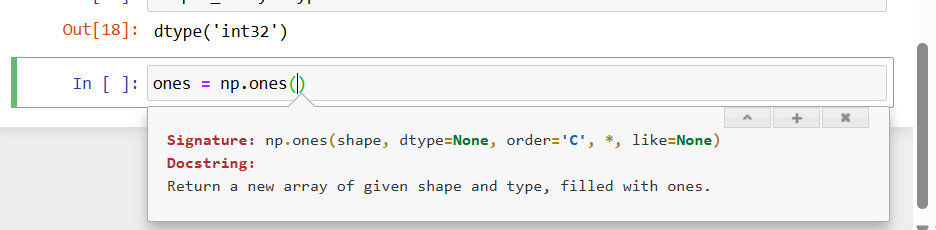 Out[18]: dtype('int32')
In [ ]: ones = np.ones()
Signature: np.ones(shape, dtype=None, order='C', *, like=None)
Docstring:
Return a new array of given shape and type, filled with ones.